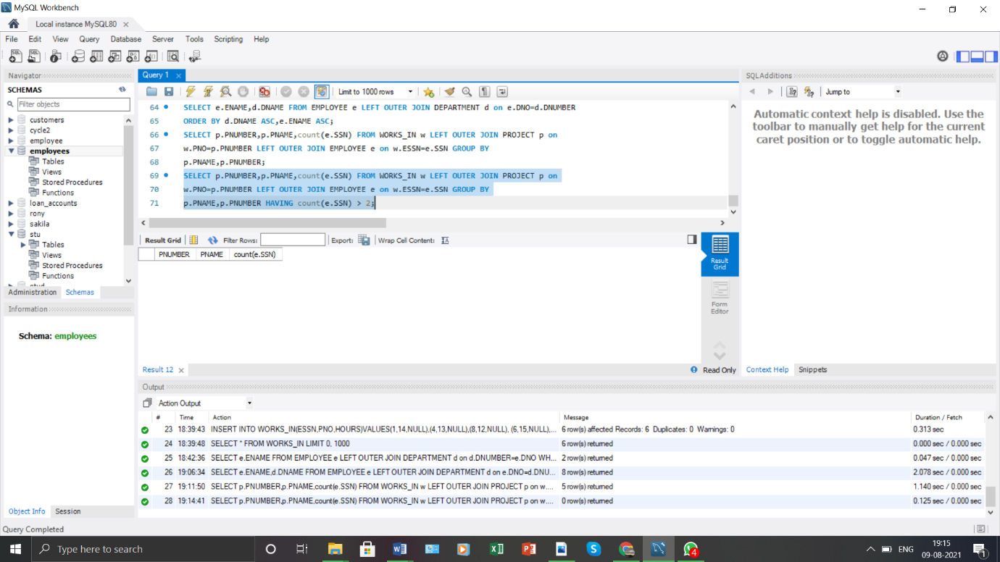 MySQL Workbench
Local instance MySQL80
File Edit View Query Database Server Tools Scripting Help
Navigator
SCHEMAS
Filter objects
customers
cycle2
employee
employees
Tables
Views
Stored Procedures
Functions
loan_accounts
rony
sakila
stu
Tables
Views
Stored Procedures
Functions
Administration Schemas
Information
Schema: employees
Object Info Session
Query 1
Limit to 1000 rows
64 SELECT e.ENAME,d.DNAME FROM EMPLOYEE e LEFT OUTER JOIN DEPARTMENT d on e.DNO=d.DNUMBER
65 ORDER BY d.DNAME ASC,e.ENAME ASC;
66 SELECT p.PNUMBER,p.PNAME,count(e.SSN) FROM WORKS_IN w LEFT OUTER JOIN PROJECT p on
67 w.PNO=p.PNUMBER LEFT OUTER JOIN EMPLOYEE e on w.ESSN=e.SSN GROUP BY
68 p.PNAME,p.PNUMBER;
69 SELECT p.PNUMBER,p.PNAME,count(e.SSN) FROM WORKS_IN w LEFT OUTER JOIN PROJECT p on
70 w.PNO=p.PNUMBER LEFT OUTER JOIN EMPLOYEE e on w.ESSN=e.SSN GROUP BY
71 p.PNAME,p.PNUMBER HAVING count(e.SSN) > 2;
Result Grid Filter Rows: Export: Wrap Cell Content:
PNUMBER PNAME count(e.SSN)
Result Grid
Form Editor
Result 12
Read Only
SQLAdditions
Jump to
Automatic context help is disabled. Use the
toolbar to manually get help for the current
caret position or to toggle automatic help.
Context Help Snippets
Output
Action Output
# Time Action Message Duration / Fetch
23 18:39:43 INSERT INTO WORKS_IN(ESSN,PNO,HOURS)VALUES(1,14,NULL),(4,13,NULL),(8,12,NULL), (6,15,NULL),... 6 row(s) affected Records: 6 Duplicates: 0 Warnings: 0 0.313 sec
24 18:39:48 SELECT * FROM WORKS_IN LIMIT 0, 1000 6 row(s) returned 0.000 sec / 0.000 sec
25 18:42:36 SELECT e.ENAME FROM EMPLOYEE e LEFT OUTER JOIN DEPARTMENT d on d.DNUMBER=e.DNO WH... 2 row(s) returned 0.047 sec / 0.000 sec
26 19:06:34 SELECT e.ENAME,d.DNAME FROM EMPLOYEE e LEFT OUTER JOIN DEPARTMENT d on e.DNO=d.DNU... 8 row(s) returned 2.078 sec / 0.000 sec
27 19:11:50 SELECT p.PNUMBER,p.PNAME,count(e.SSN) FROM WORKS_IN w LEFT OUTER JOIN PROJECT p on w.... 5 row(s) returned 1.140 sec / 0.000 sec
28 19:14:41 SELECT p.PNUMBER,p.PNAME,count(e.SSN) FROM WORKS_IN w LEFT OUTER JOIN PROJECT p on w.... 0 row(s) returned 0.125 sec / 0.000 sec
Query Completed
Type here to search
4
ENG
19:15
09-08-2021
1